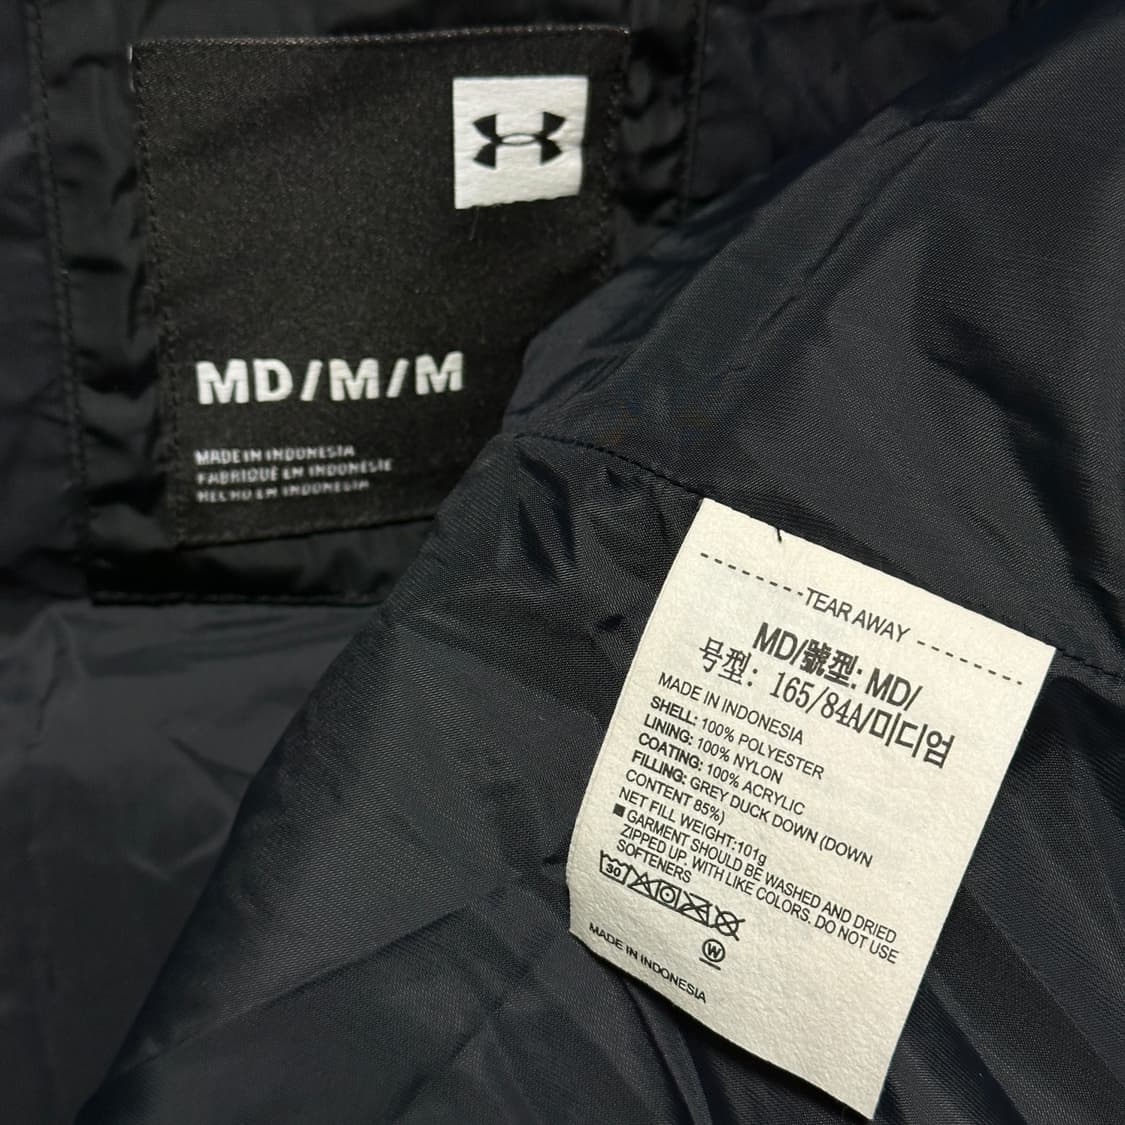 MD/M/M
MADE IN INDONESIA
FABRIQUÉ EN INDONÉSIE
HECHO EN INDONESIA
TEAR AWAY
MD/號型: MD/
号型: 165/84A/미디엄
MADE IN INDONESIA
SHELL: 100% POLYESTER
LINING: 100% NYLON
COATING: 100% ACRYLIC
FILLING: GREY DUCK DOWN (DOWN
CONTENT 85%)
NET FILL WEIGHT:101g
■GARMENT SHOULD BE WASHED AND DRIED
ZIPPED UP. WITH LIKE COLORS. DO NOT USE
SOFTENERS
30
W
MADE IN INDONESIA